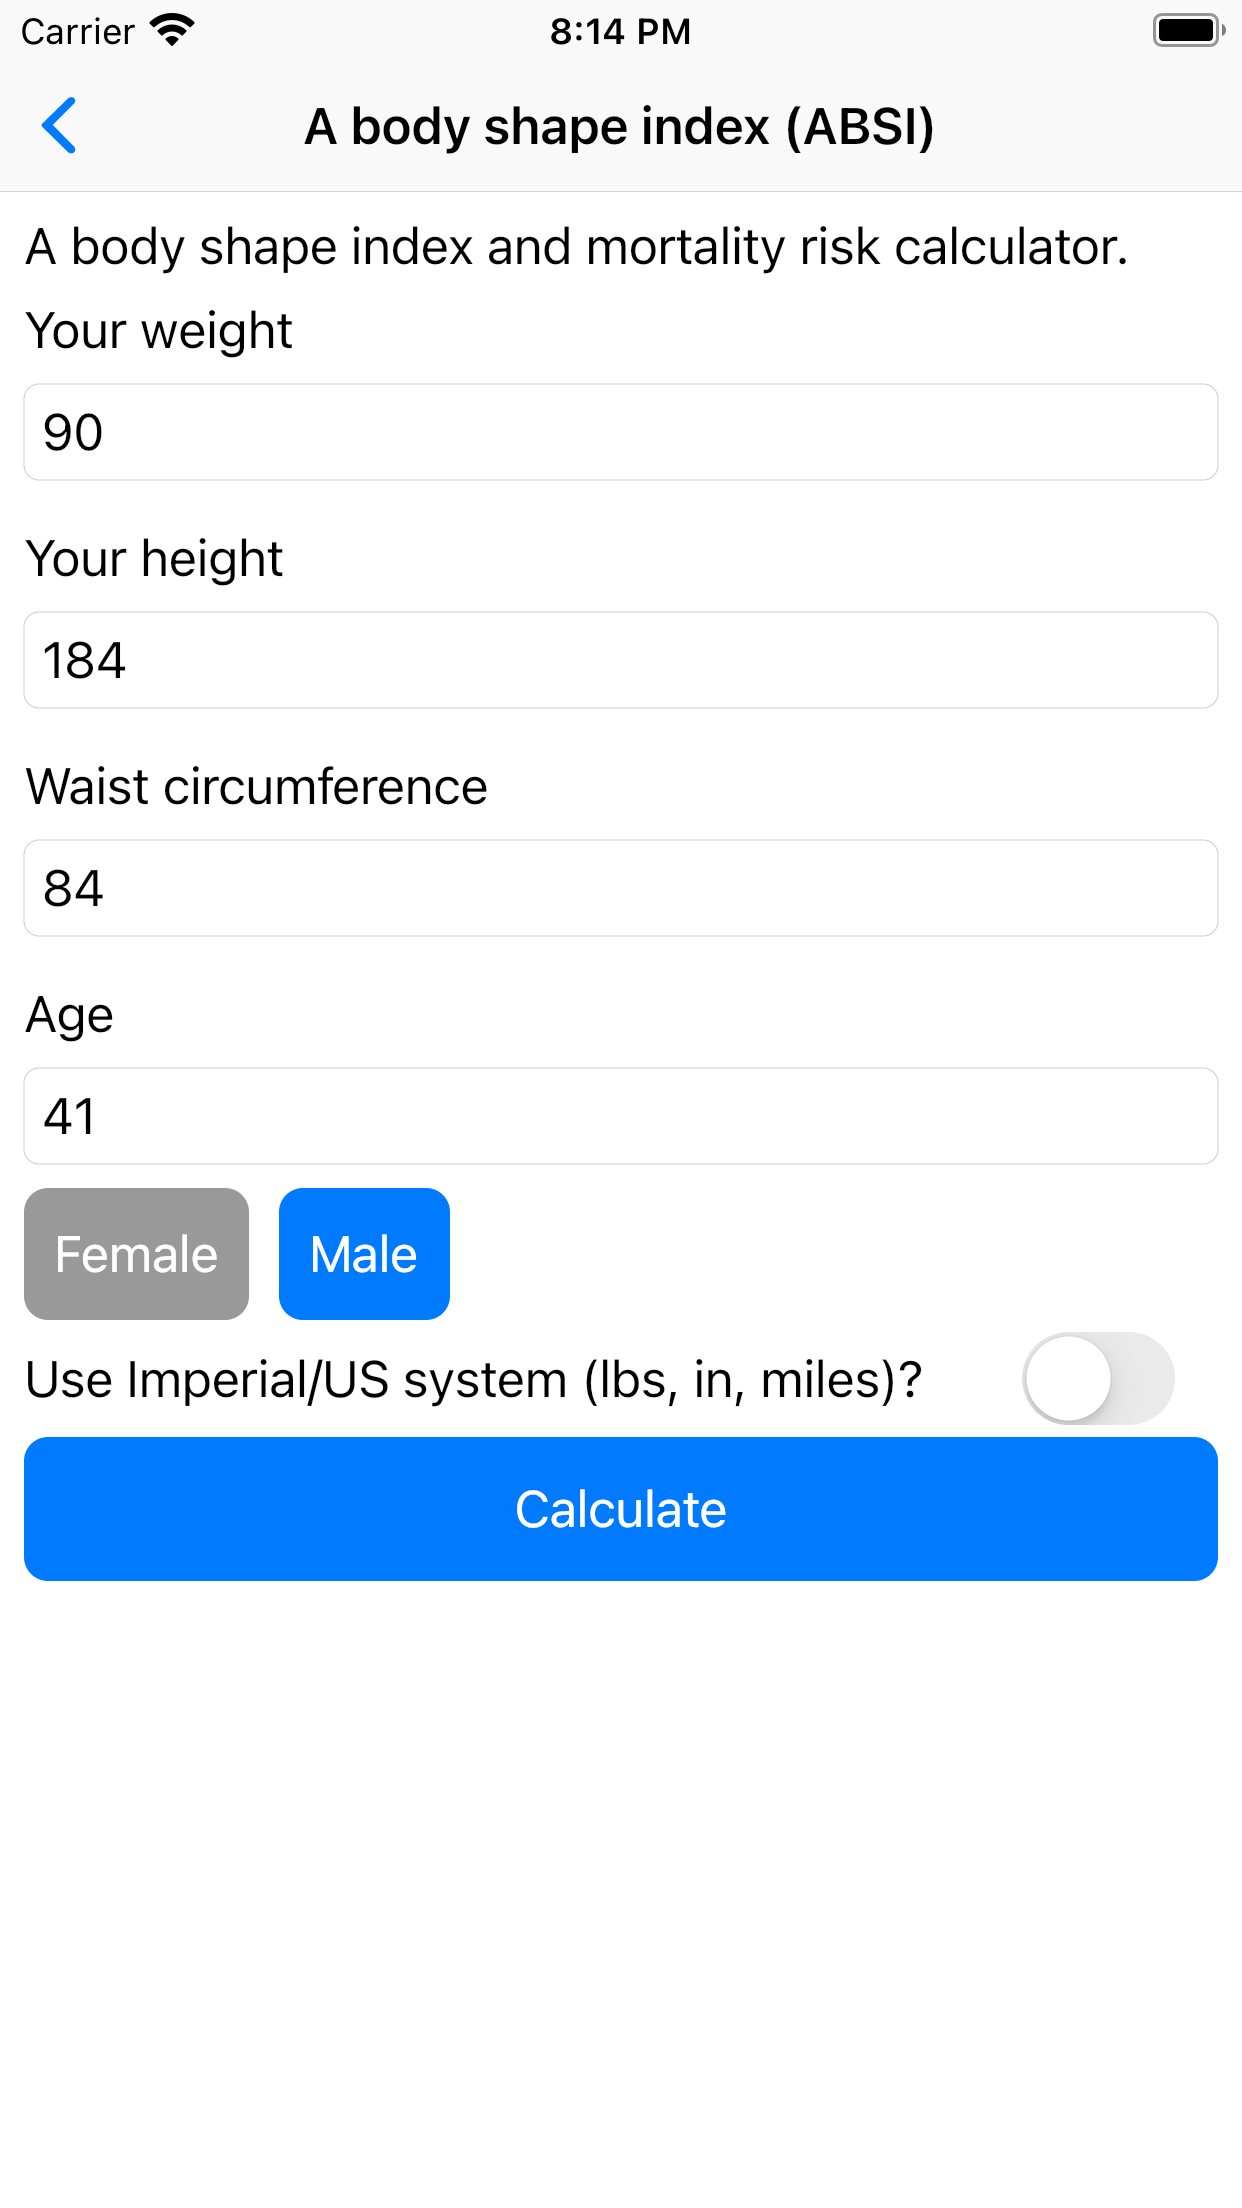 Carrier 8:14 PM
A body shape index (ABSI)
A body shape index and mortality risk calculator.
Your weight
90
Your height
184
Waist circumference
84
Age
41
Female Male
Use Imperial/US system (lbs, in, miles)?
Calculate